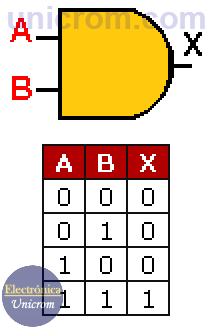 unicrom.com
A
X
B
A B X
0 0 0
0 1 0
1 0 0
1 1 1
Electrónica
Unicrom